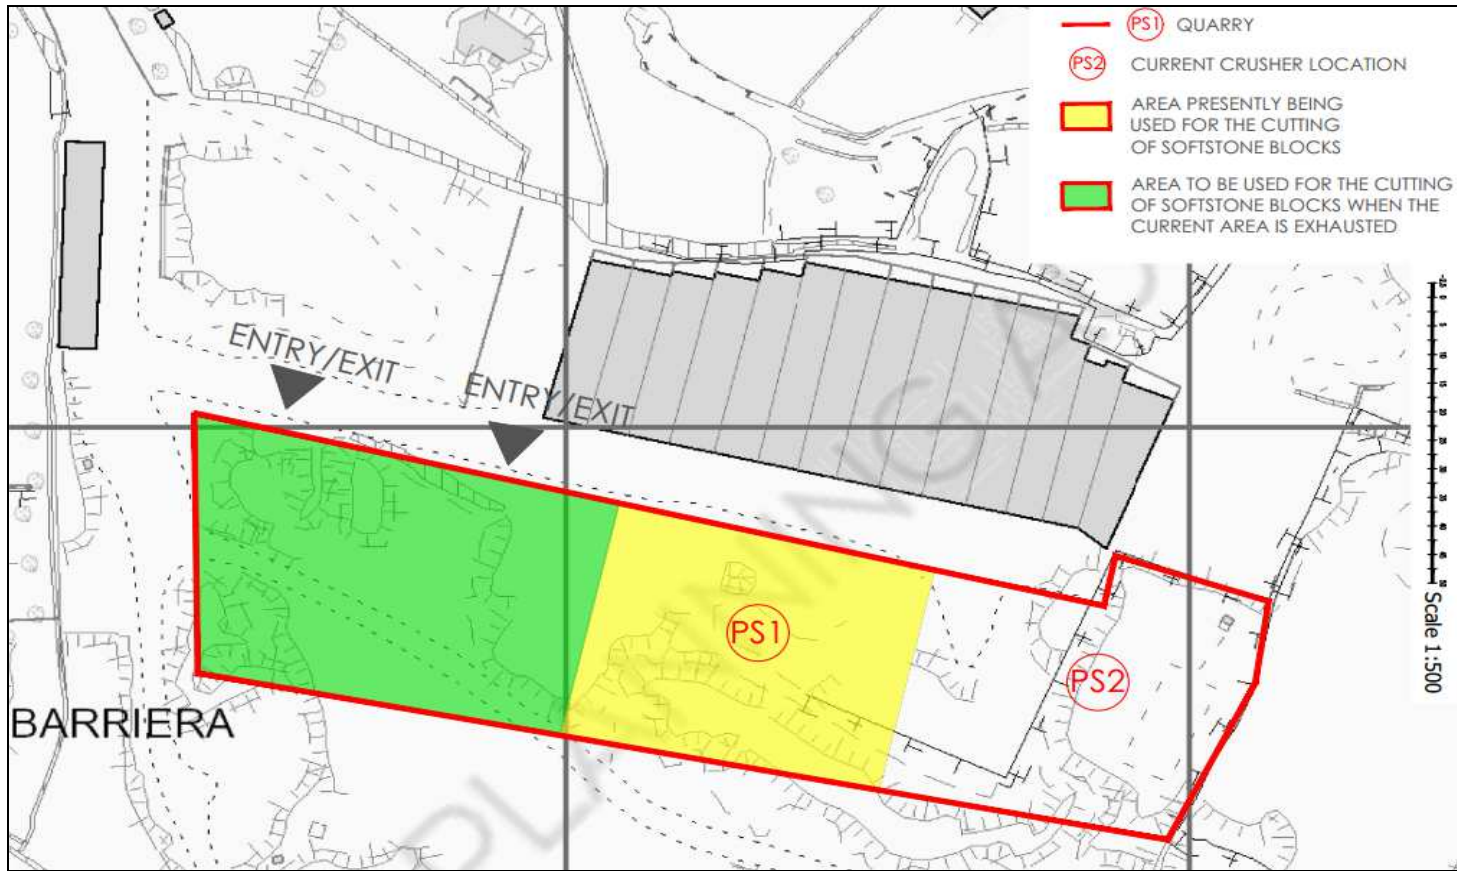 PS1 QUARRY
PS2 CURRENT CRUSHER LOCATION
AREA PRESENTLY BEING
USED FOR THE CUTTING
OF SOFTSTONE BLOCKS
AREA TO BE USED FOR THE CUTTING
OF SOFTSTONE BLOCKS WHEN THE
CURRENT AREA IS EXHAUSTED
ENTRY/EXIT
ENTRY/EXIT
PS1
PS2
BARRIERA
Scale 1:500
PLANNING